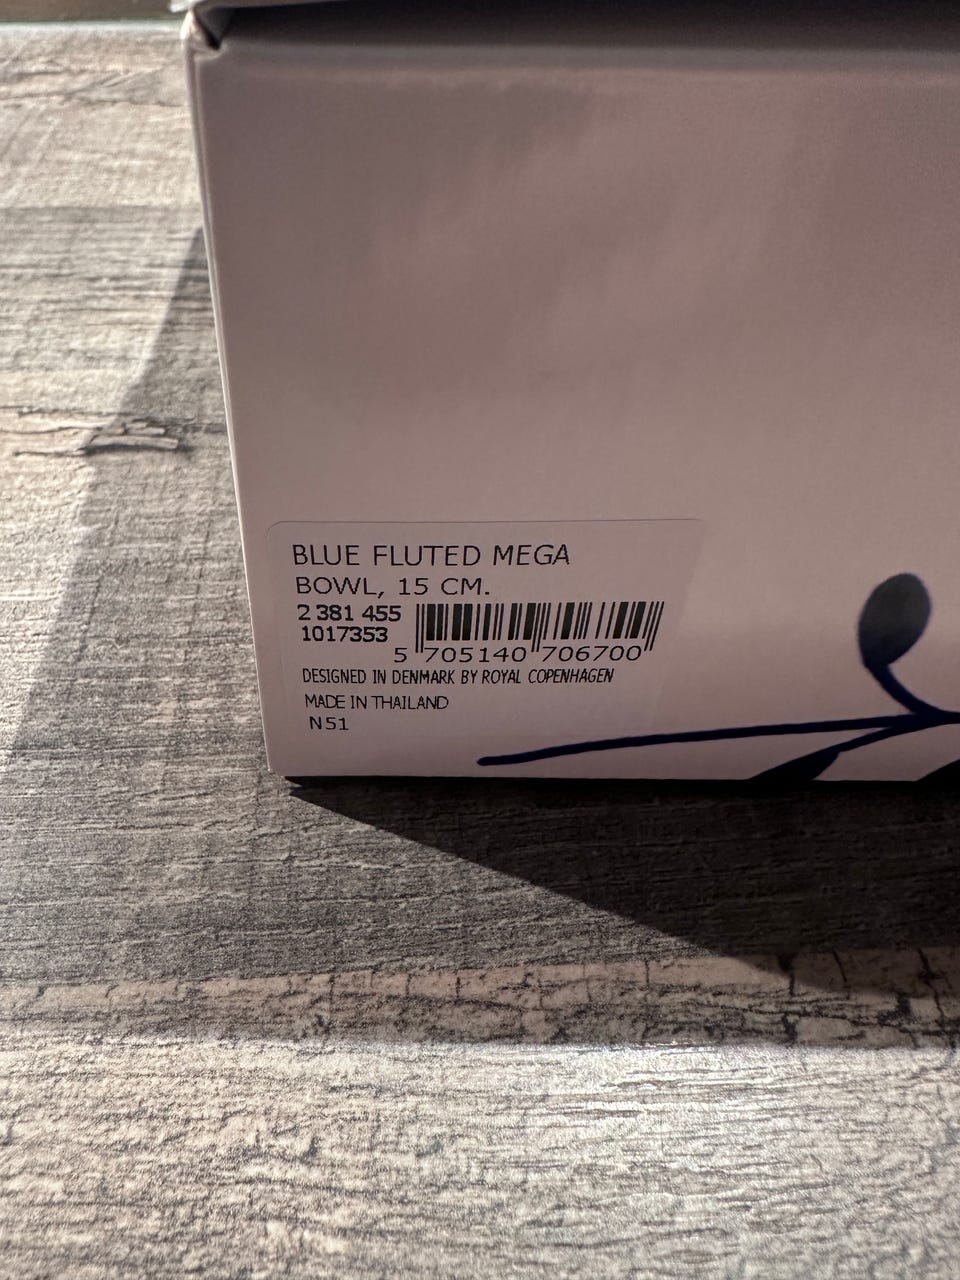 BLUE FLUTED MEGA
BOWL, 15 CM.
2 381 455
1017353
5 705140 706700
DESIGNED IN DENMARK BY ROYAL COPENHAGEN
MADE IN THAILAND
N51